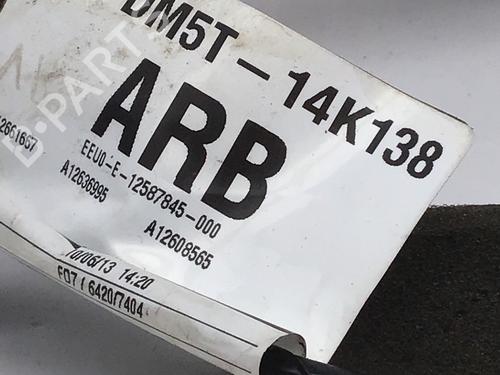 DM5T-14K138
ARB
EEU0-E-12587845-000
A12636995
A12608565
10/06/13 14:20
F07 / 6420/7404